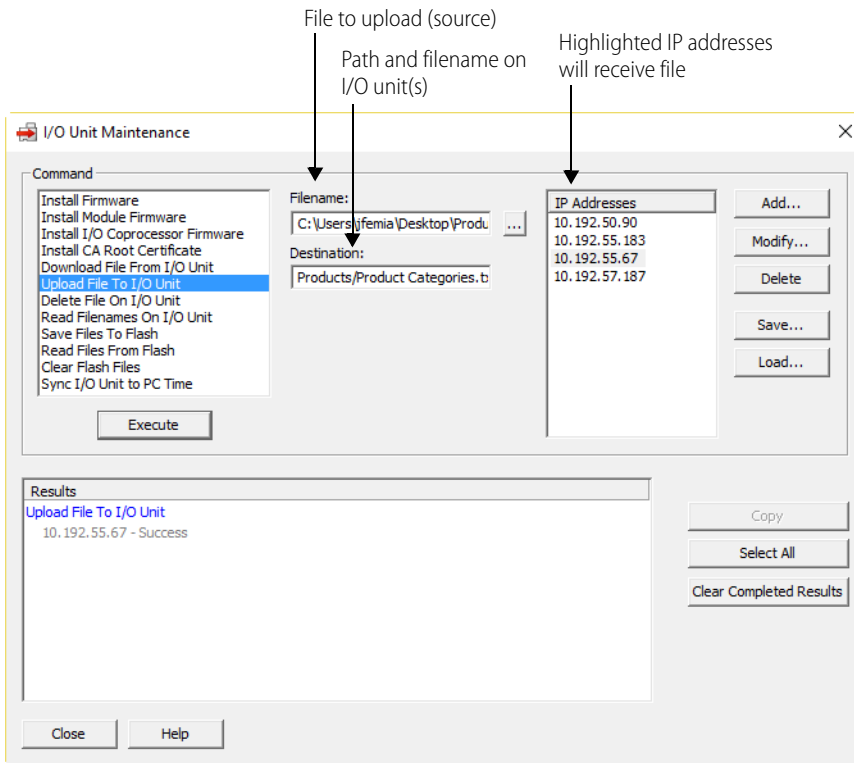 File to upload (source)
Path and filename on
I/O unit(s)
Highlighted IP addresses
will receive file
I/O Unit Maintenance
Command
Install Firmware
Install Module Firmware
Install I/O Coprocessor Firmware
Install CA Root Certificate
Download File From I/O Unit
Upload File To I/O Unit
Delete File On I/O Unit
Read Filenames On I/O Unit
Save Files To Flash
Read Files From Flash
Clear Flash Files
Sync I/O Unit to PC Time
Execute
Filename:
C:\Users\jfemia\Desktop\Produ
...
Destination:
Products/Product Categories.t
IP Addresses
10.192.50.90
10.192.55.183
10.192.55.67
10.192.57.187
Add...
Modify...
Delete
Save...
Load...
Results
Upload File To I/O Unit
10.192.55.67 - Success
Copy
Select All
Clear Completed Results
Close
Help